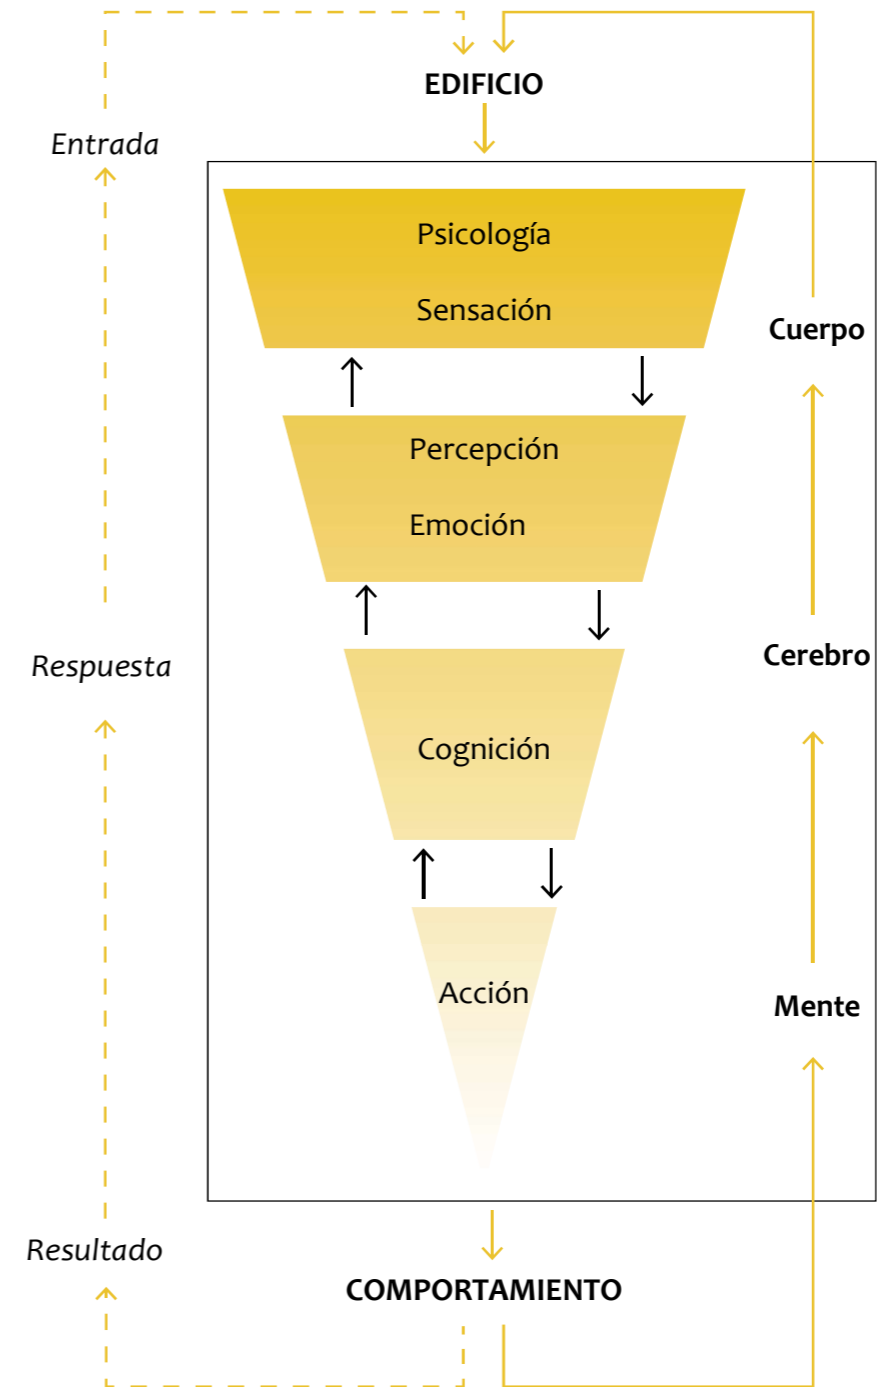 EDIFICIO
Entrada
Psicología
Sensación
Cuerpo
Percepción
Emoción
Cerebro
Respuesta
Cognición
Acción
Mente
Resultado
COMPORTAMIENTO